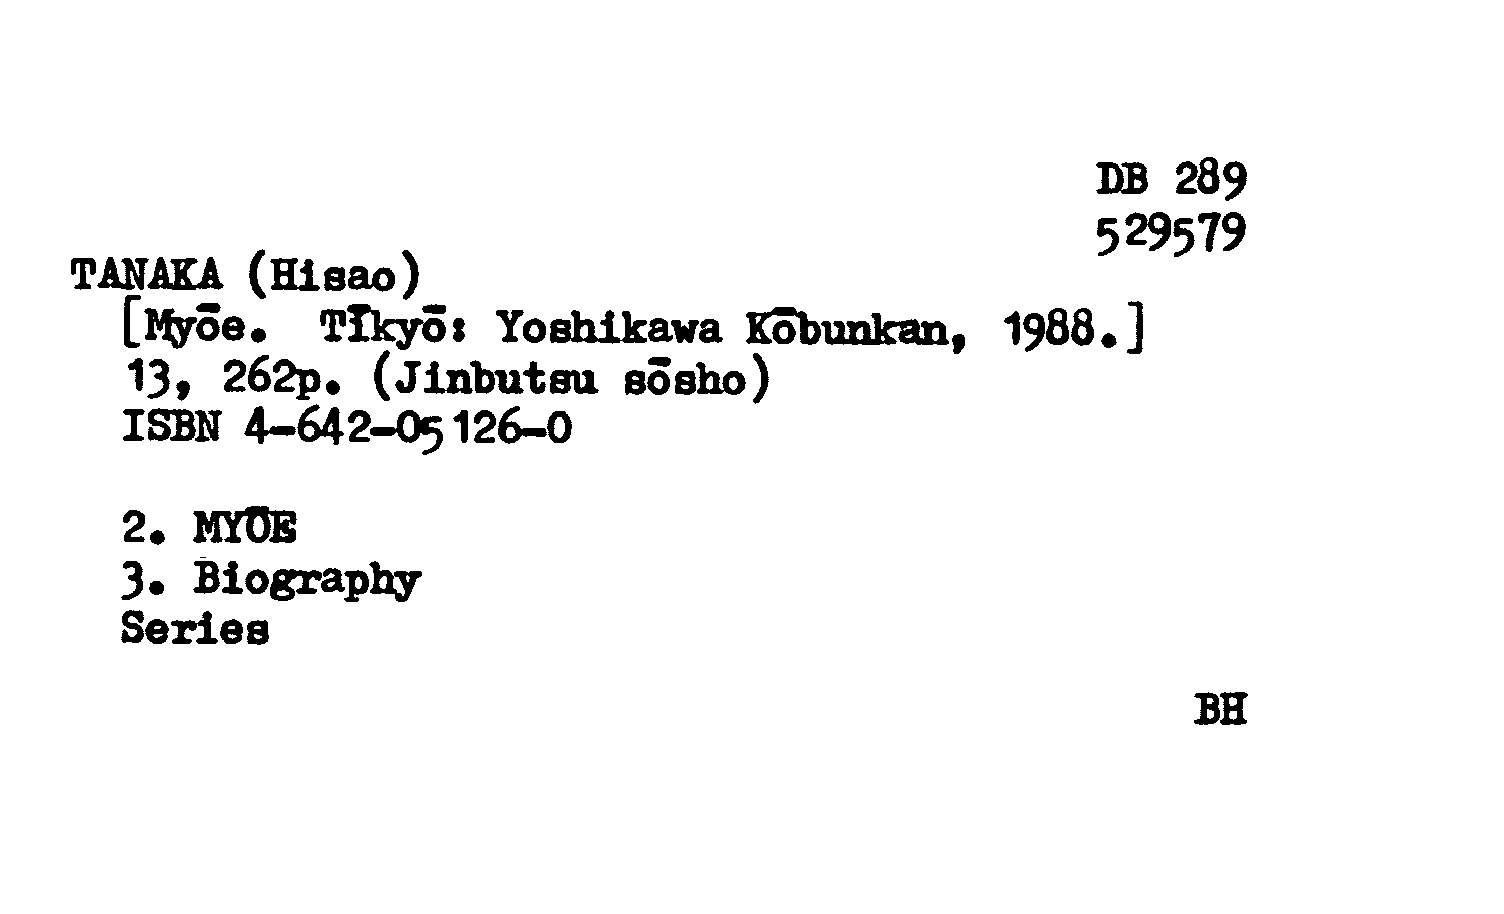 DB 289
529579
TANAKA (Hisao)
[Myōe. Tīkyō: Yoshikawa Kōbunkan, 1988.]
13, 262p. (Jinbutsu sōsho)
ISBN 4-642-05126-0
2. MYŌE
3. Biography
Series
BH